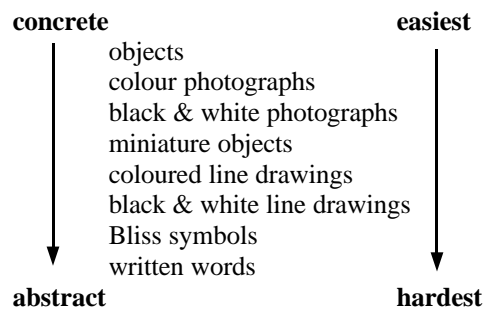 concrete easiest
objects
colour photographs
black & white photographs
miniature objects
coloured line drawings
black & white line drawings
Bliss symbols
written words
abstract hardest